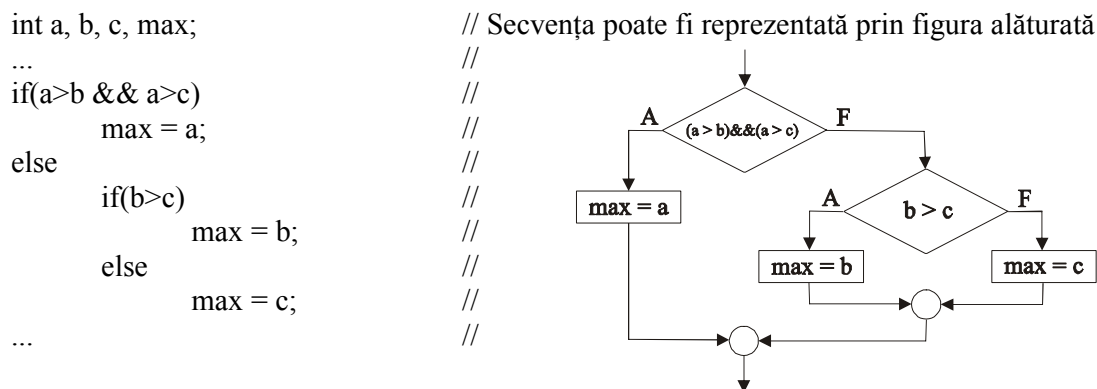 int a, b, c, max; // Secvența poate fi reprezentată prin figura alăturată
... //
if(a>b && a>c) //
max = a; //
else //
if(b>c) //
max = b; //
else //
max = c; //
... //
A (a > b)&&(a > c) F
max = a
A b > c F
max = b max = c